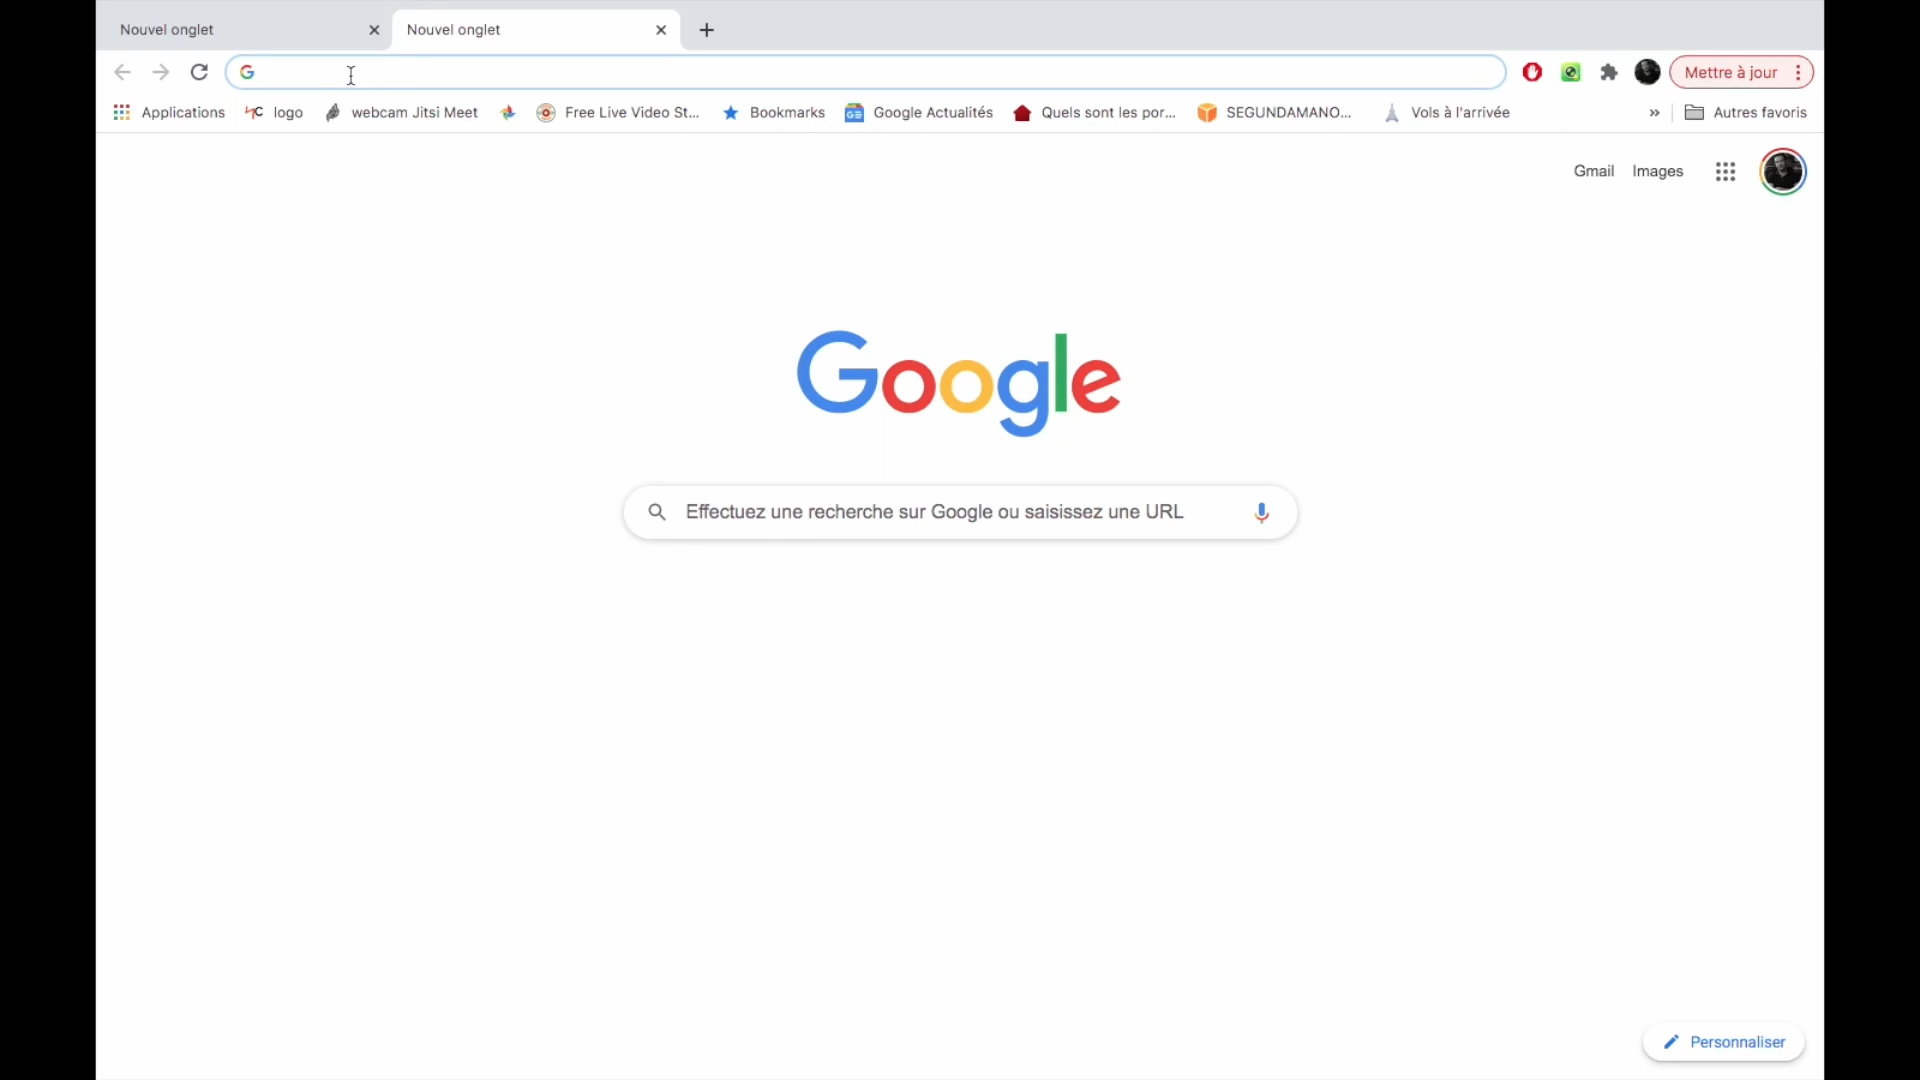 Nouvel onglet
Nouvel onglet
Mettre à jour
Applications
logo
webcam Jitsi Meet
Free Live Video St...
Bookmarks
Google Actualités
Quels sont les por...
SEGUNDAMANO...
Vols à l'arrivée
»
Autres favoris
Gmail
Images
Google
Effectuez une recherche sur Google ou saisissez une URL
Personnaliser